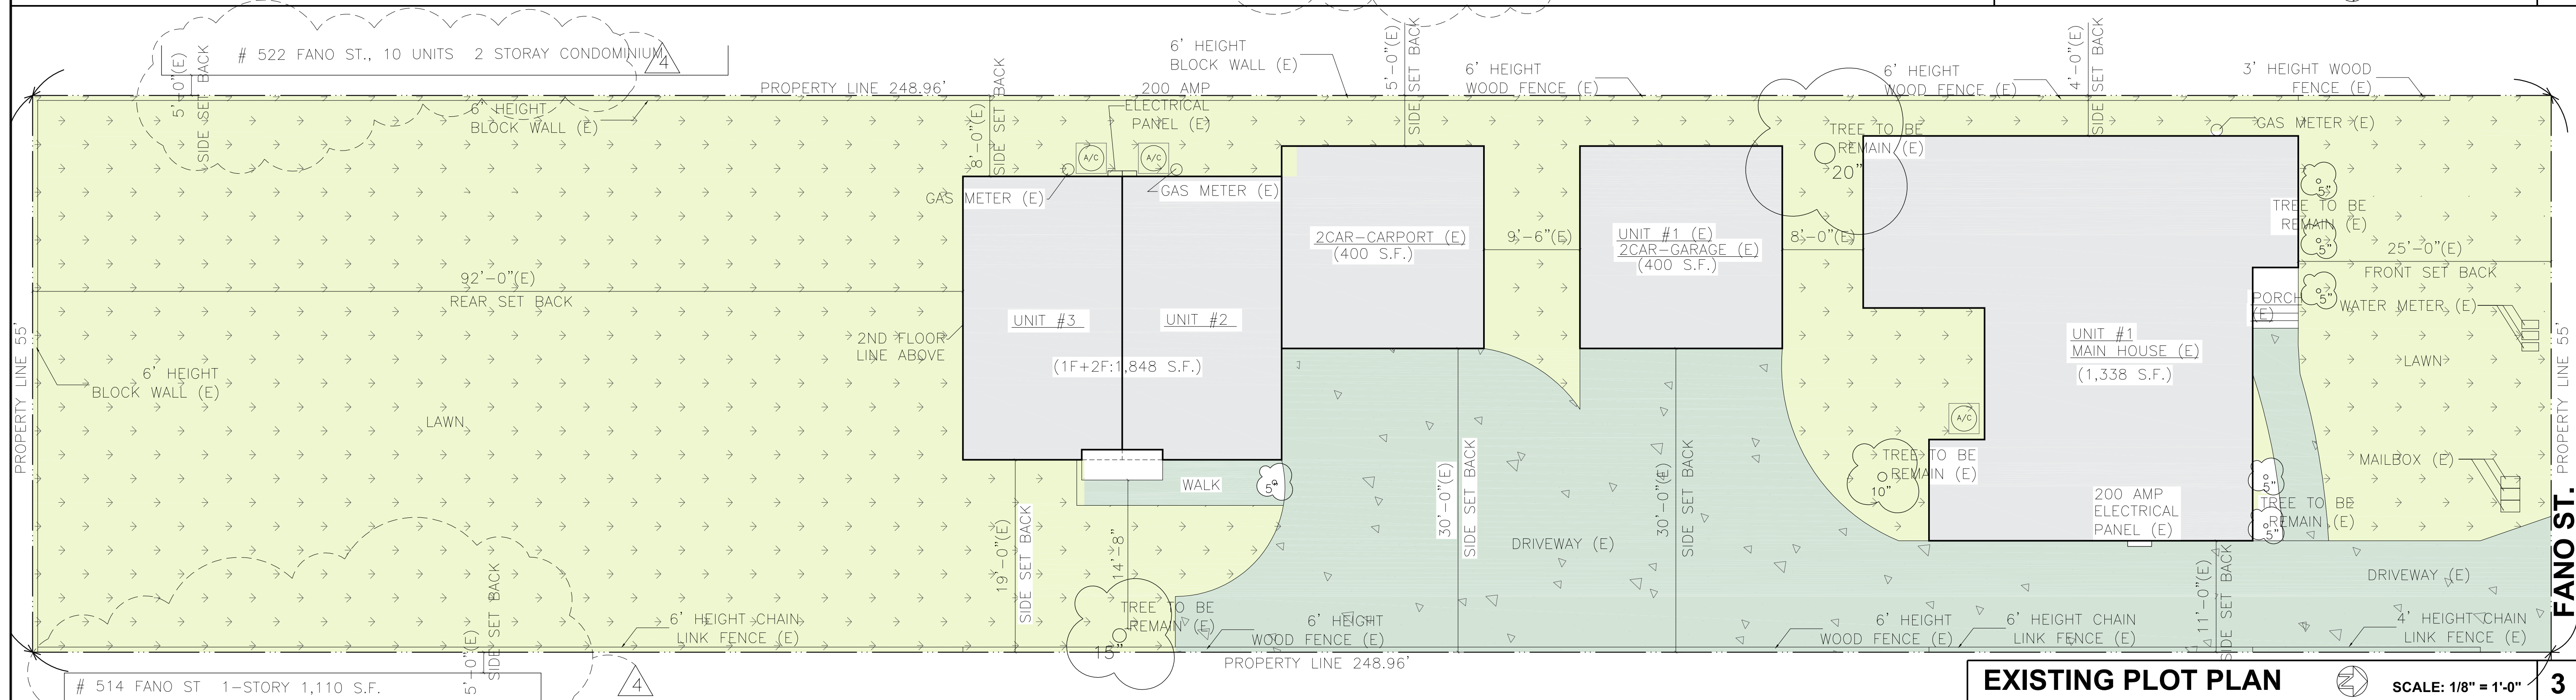 # 522 FANO ST., 10 UNITS 2 STORAY CONDOMINIUM
4
5'-0"(E)
SIDE SET BACK
6' HEIGHT
BLOCK WALL (E)
PROPERTY LINE 248.96'
8'-0"(E)
SIDE SET BACK
200 AMP
ELECTRICAL
PANEL (E)
6' HEIGHT
BLOCK WALL (E)
5'-0"(E)
SIDE SET BACK
6' HEIGHT
WOOD FENCE (E)
6' HEIGHT
WOOD FENCE (E)
4'-0"(E)
SIDE SET BACK
3' HEIGHT WOOD
FENCE (E)
GAS METER (E)
A/C
A/C
GAS METER (E)
GAS METER (E)
TREE TO BE
REMAIN (E)
20"
5"
TREE TO BE
REMAIN (E)
5"
5"
2CAR-CARPORT (E)
(400 S.F.)
9'-6"(E)
UNIT #1 (E)
2CAR-GARAGE (E)
(400 S.F.)
8'-0"(E)
25'-0"(E)
FRONT SET BACK
92'-0"(E)
REAR SET BACK
PORCH
(E)
WATER METER (E)
UNIT #3
UNIT #2
2ND FLOOR
LINE ABOVE
(1F+2F:1,848 S.F.)
UNIT #1
MAIN HOUSE (E)
(1,338 S.F.)
LAWN
PROPERTY LINE 55'
6' HEIGHT
BLOCK WALL (E)
LAWN
A/C
PROPERTY LINE 55'
WALK
5"
30'-0"(E)
SIDE SET BACK
30'-0"(E)
SIDE SET BACK
TREE TO BE
REMAIN (E)
10"
MAILBOX (E)
5"
TREE TO BE
REMAIN (E)
5"
200 AMP
ELECTRICAL
PANEL (E)
19'-0"(E)
SIDE SET BACK
14'-8"
DRIVEWAY (E)
11'-0"(E)
SIDE SET BACK
DRIVEWAY (E)
FANO ST.
5'-0"(E)
SIDE SET BACK
6' HEIGHT CHAIN
LINK FENCE (E)
TREE TO BE
REMAIN (E)
15"
6' HEIGHT
WOOD FENCE (E)
6' HEIGHT
WOOD FENCE (E)
6' HEIGHT CHAIN
LINK FENCE (E)
4' HEIGHT CHAIN
LINK FENCE (E)
PROPERTY LINE 248.96'
# 514 FANO ST 1-STORY 1,110 S.F.
4
EXISTING PLOT PLAN
N
SCALE: 1/8" = 1'-0"
3